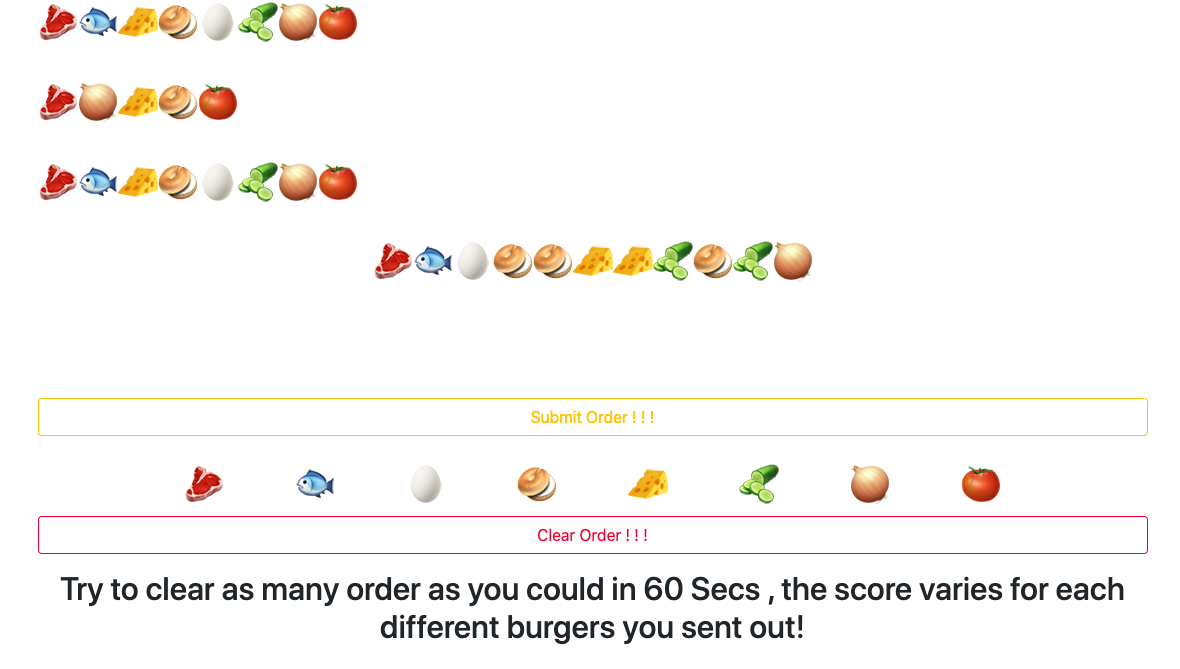 Submit Order ! ! !
Clear Order ! ! !
Try to clear as many order as you could in 60 Secs , the score varies for each
different burgers you sent out!